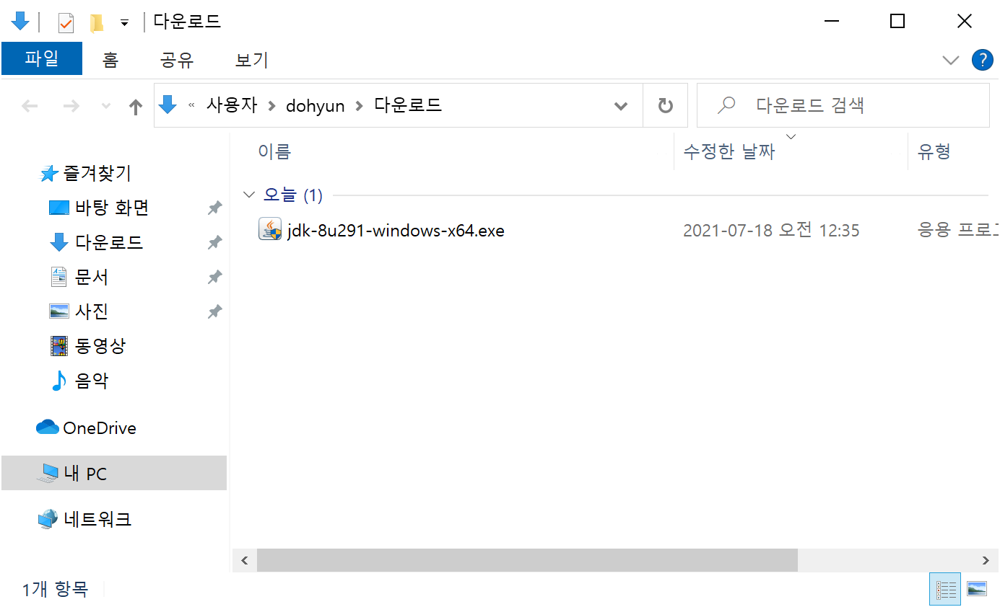 다운로드
파일 홈 공유 보기
« 사용자 > dohyun > 다운로드 다운로드 검색
이름 수정한 날짜 유형
즐겨찾기
바탕 화면
다운로드
문서
사진
동영상
음악
OneDrive
내 PC
네트워크
오늘 (1)
jdk-8u291-windows-x64.exe 2021-07-18 오전 12:35 응용 프로
1개 항목